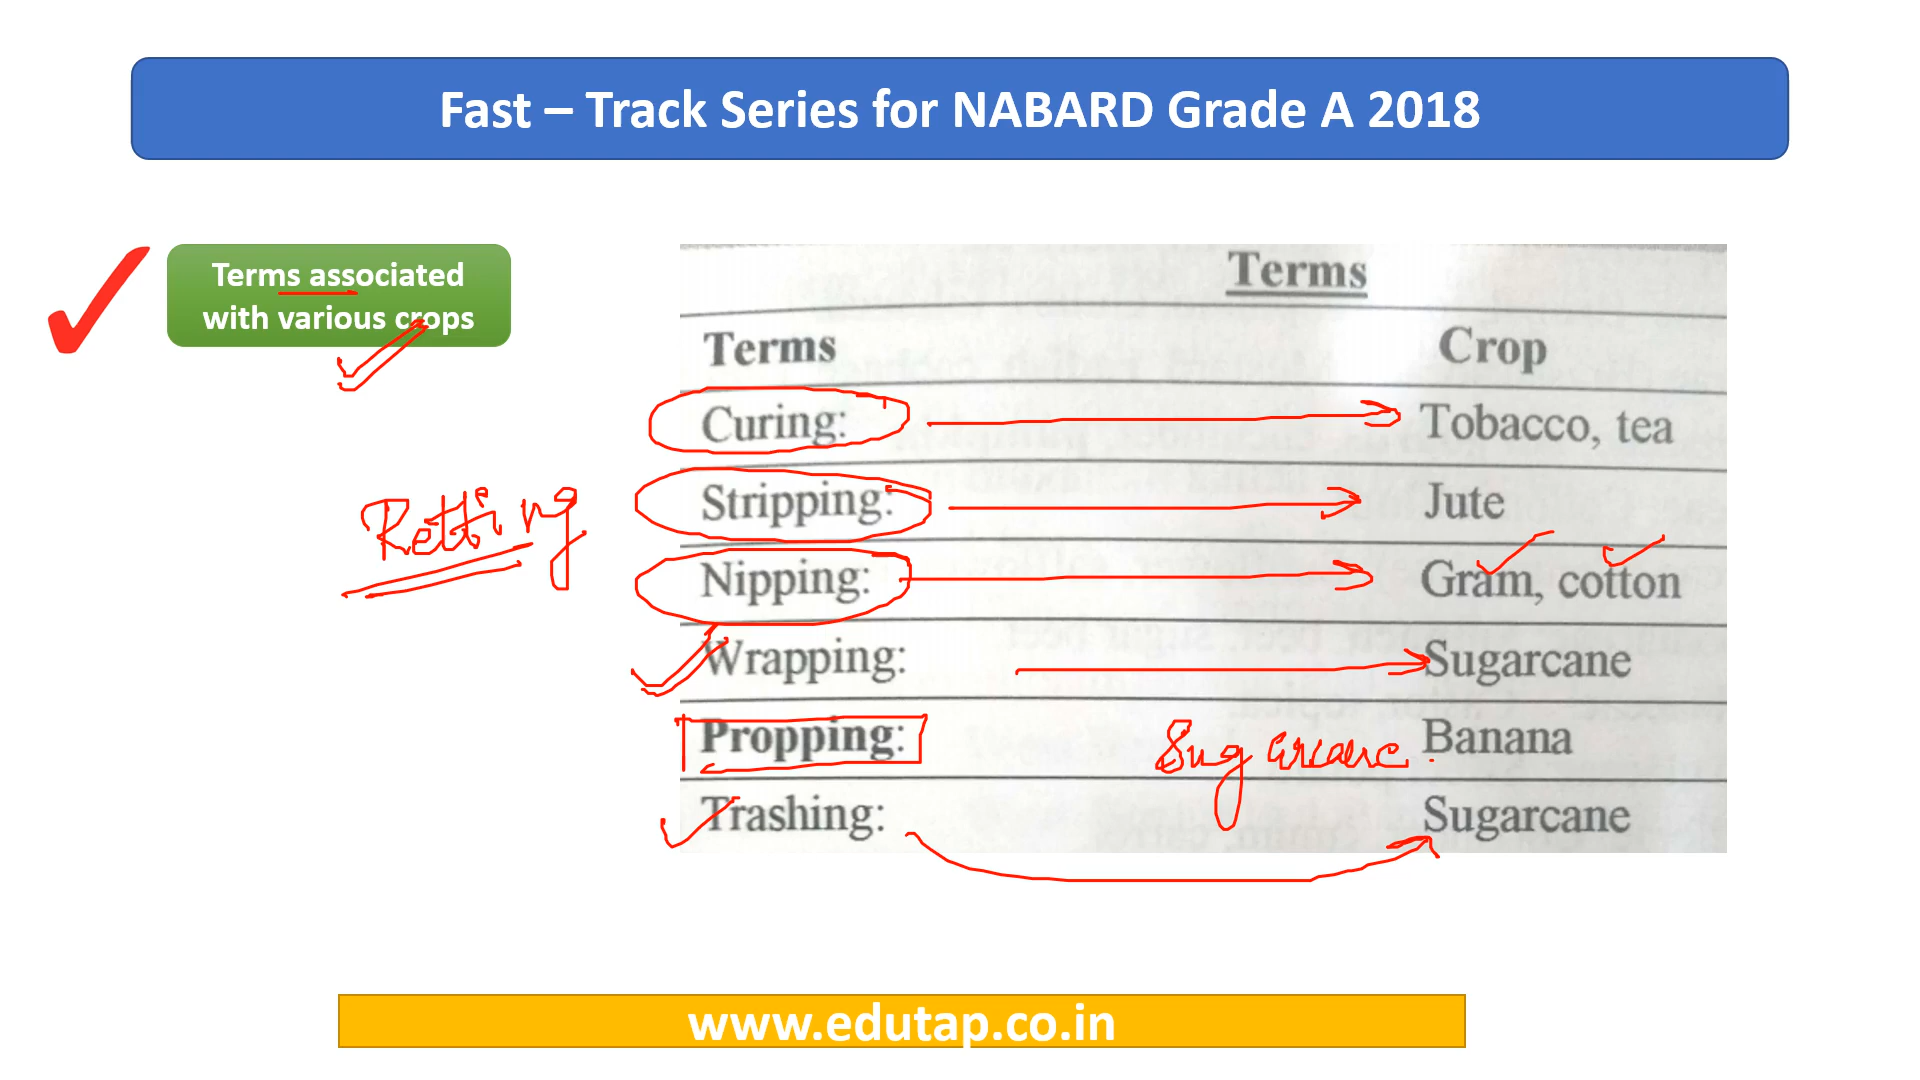 Fast – Track Series for NABARD Grade A 2018
Terms associated
with various crops
Retting
Terms
Terms Crop
Curing: Tobacco, tea
Stripping: Jute
Nipping: Gram, cotton
Wrapping: Sugarcane
Propping: Sugarcane. Banana
Trashing: Sugarcane
www.edutap.co.in